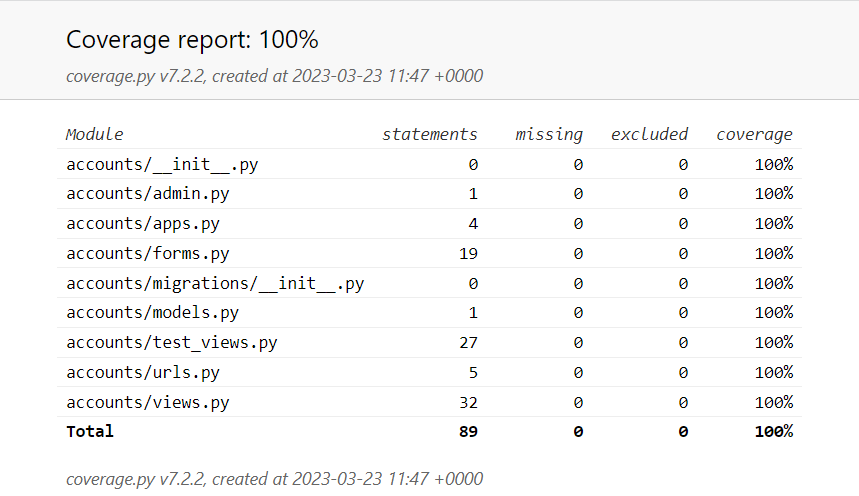 Coverage report: 100%
coverage.py v7.2.2, created at 2023-03-23 11:47 +0000
Module statements missing excluded coverage
accounts/__init__.py 0 0 0 100%
accounts/admin.py 1 0 0 100%
accounts/apps.py 4 0 0 100%
accounts/forms.py 19 0 0 100%
accounts/migrations/__init__.py 0 0 0 100%
accounts/models.py 1 0 0 100%
accounts/test_views.py 27 0 0 100%
accounts/urls.py 5 0 0 100%
accounts/views.py 32 0 0 100%
Total 89 0 0 100%
coverage.py v7.2.2, created at 2023-03-23 11:47 +0000